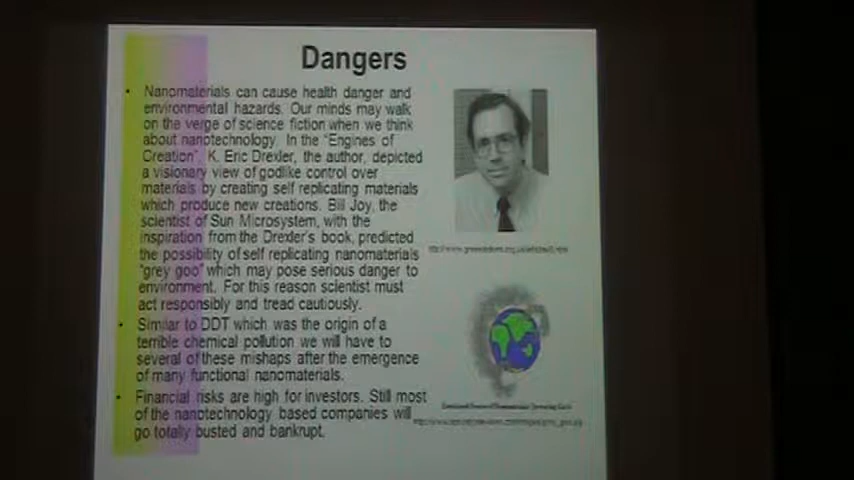 Dangers
• Nanomaterials can cause health danger and
environmental hazards. Our minds may walk
on the verge of science fiction when we think
about nanotechnology. In the "Engines of
Creation", K. Eric Drexler, the author, depicted
a visionary view of godlike control over
materials by creating self replicating materials
which produce new creations. Bill Joy, the
scientist of Sun Microsystem, with the
inspiration from the Drexler's book, predicted
the possibility of self replicating nanomaterials
"grey goo" which may pose serious danger to
environment. For this reason scientist must
act responsibly and tread cautiously.
• Similar to DDT which was the origin of a
terrible chemical pollution we will have to
several of these mishaps after the emergence
of many functional nanomaterials.
• Financial risks are high for investors. Still most
of the nanotechnology based companies will
go totally busted and bankrupt.